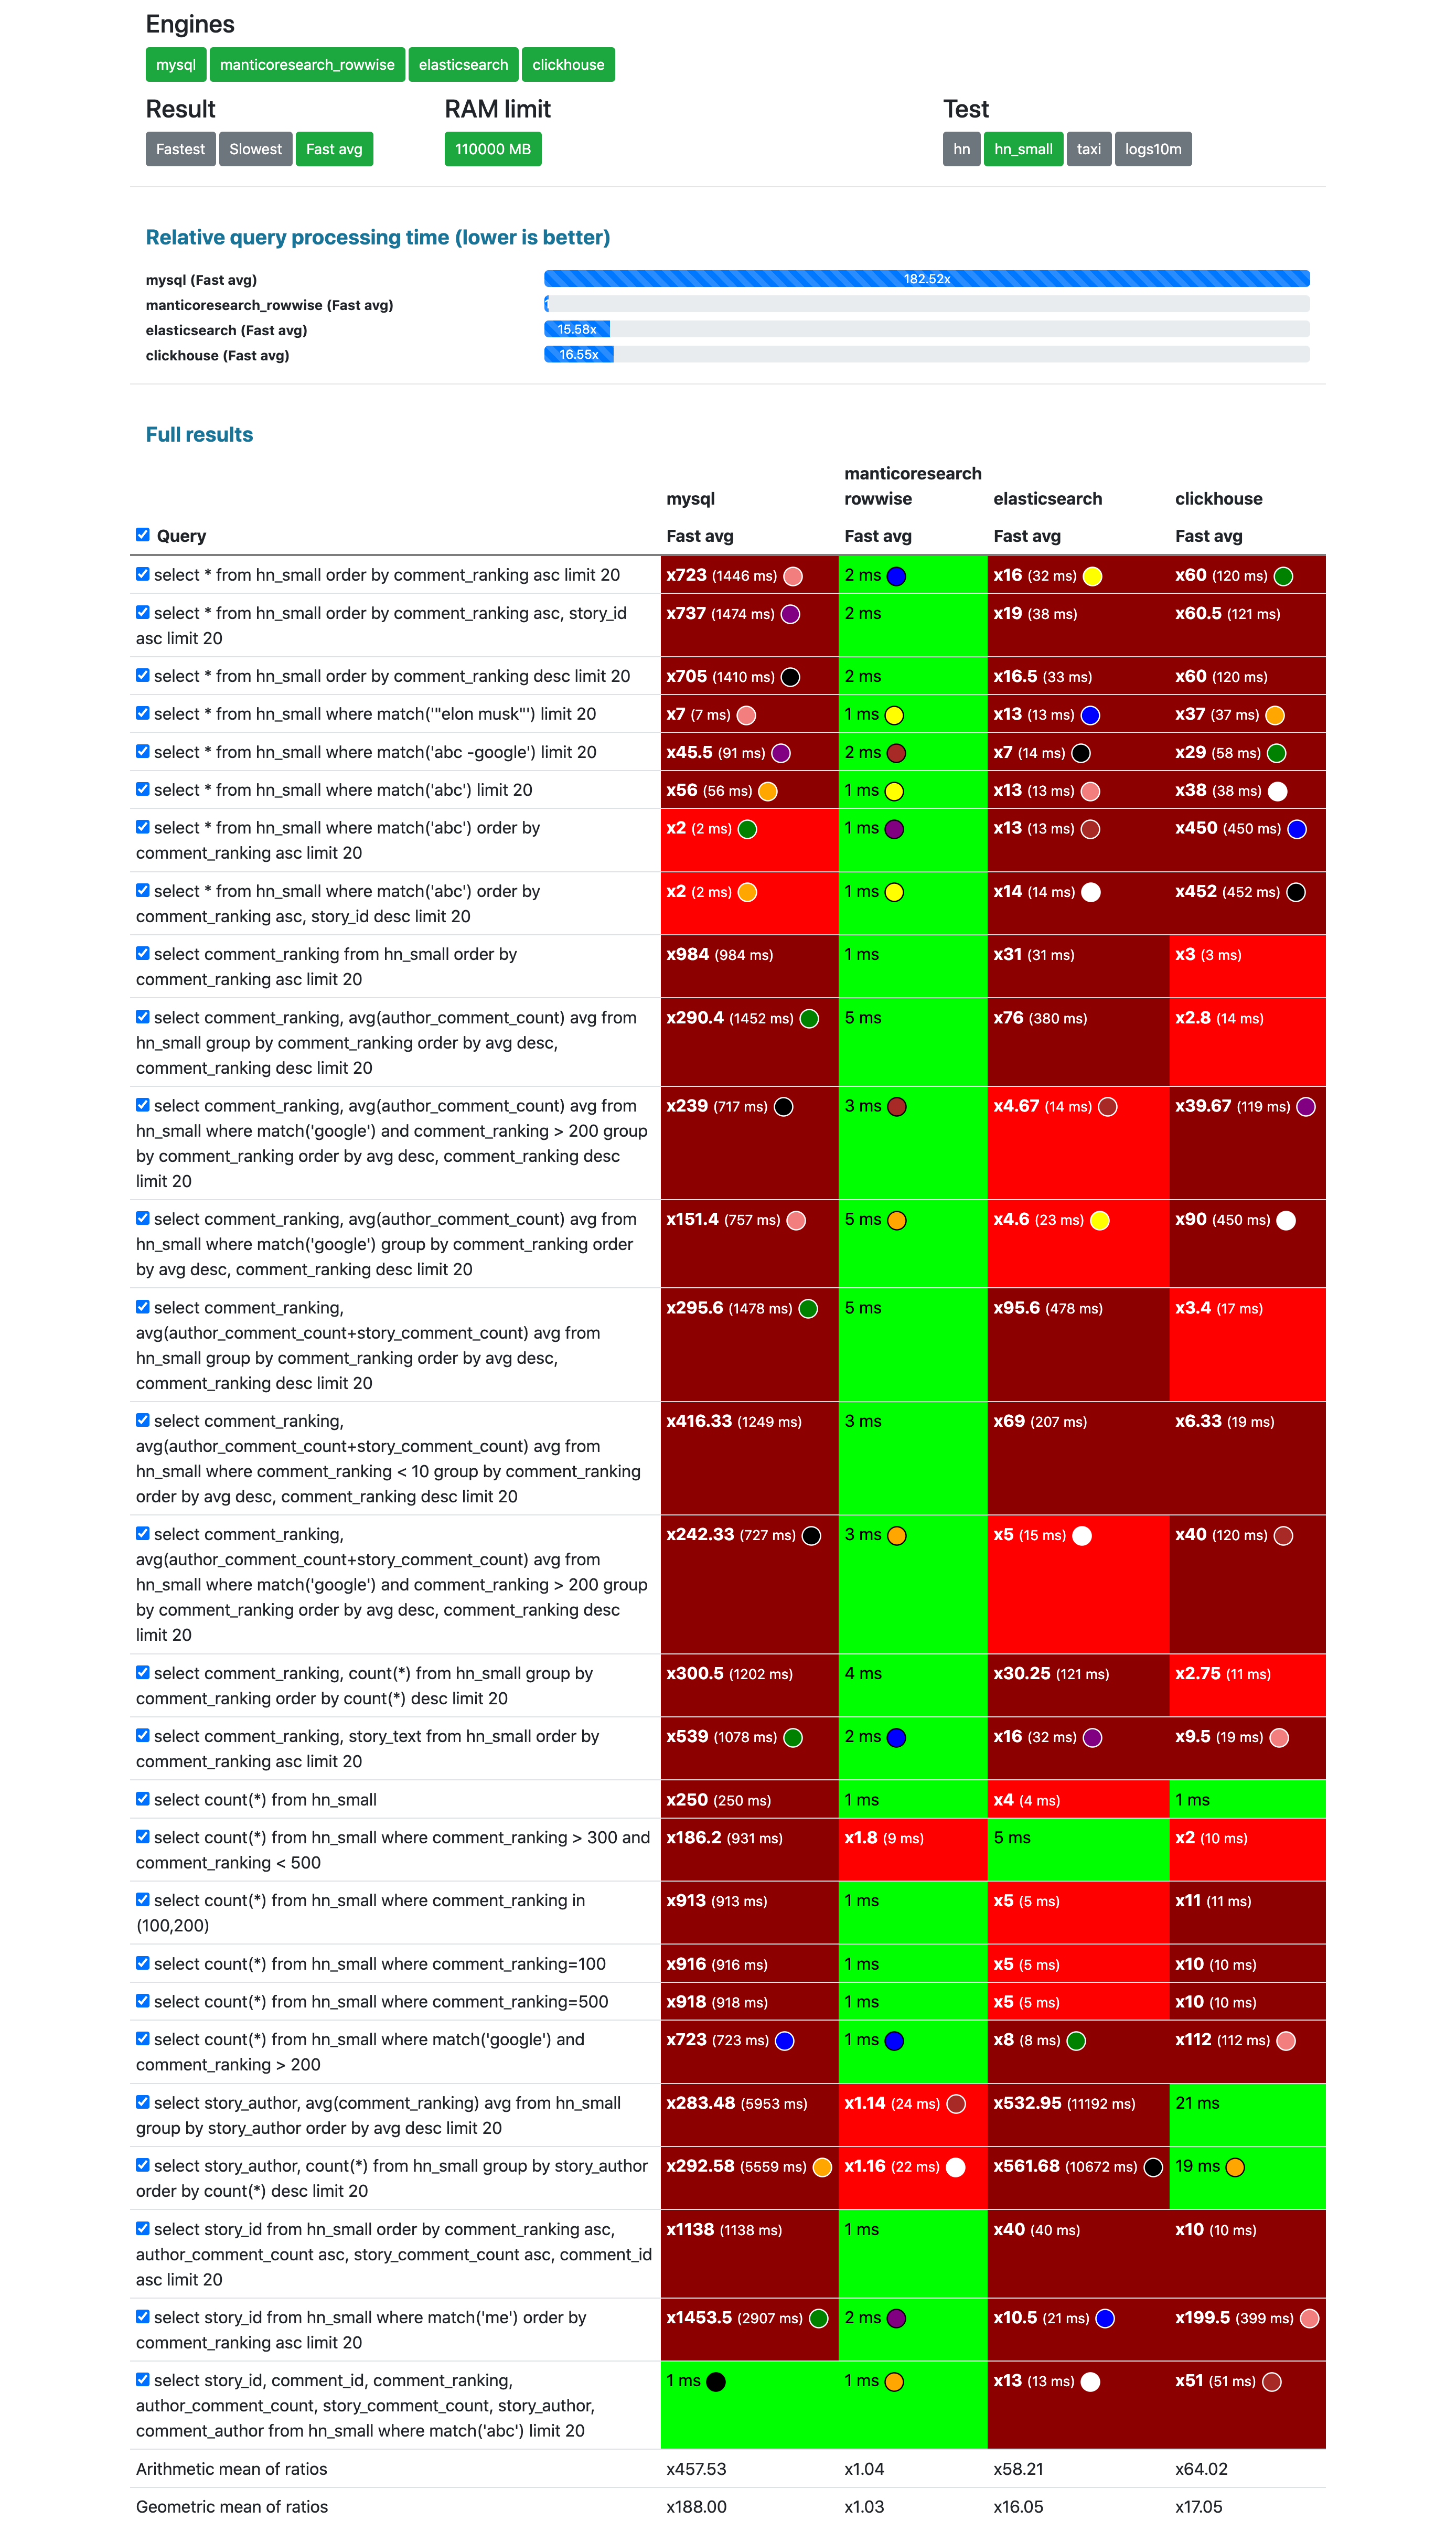 Engines
mysql manticoresearch_rowwise elasticsearch clickhouse
Result RAM limit Test
Fastest Slowest Fast avg 110000 MB hn hn_small taxi logs10m
Relative query processing time (lower is better)
mysql (Fast avg) 182.52x
manticoresearch_rowwise (Fast avg)
elasticsearch (Fast avg) 15.58x
clickhouse (Fast avg) 16.55x
Full results
manticoresearch
mysql rowwise elasticsearch clickhouse
Query Fast avg Fast avg Fast avg Fast avg
select * from hn_small order by comment_ranking asc limit 20 x723 (1446 ms) 2 ms x16 (32 ms) x60 (120 ms)
select * from hn_small order by comment_ranking asc, story_id x737 (1474 ms) 2 ms x19 (38 ms) x60.5 (121 ms)
asc limit 20
select * from hn_small order by comment_ranking desc limit 20 x705 (1410 ms) 2 ms x16.5 (33 ms) x60 (120 ms)
select * from hn_small where match('"elon musk"') limit 20 x7 (7 ms) 1 ms x13 (13 ms) x37 (37 ms)
select * from hn_small where match('abc -google') limit 20 x45.5 (91 ms) 2 ms x7 (14 ms) x29 (58 ms)
select * from hn_small where match('abc') limit 20 x56 (56 ms) 1 ms x13 (13 ms) x38 (38 ms)
select * from hn_small where match('abc') order by x2 (2 ms) 1 ms x13 (13 ms) x450 (450 ms)
comment_ranking asc limit 20
select * from hn_small where match('abc') order by x2 (2 ms) 1 ms x14 (14 ms) x452 (452 ms)
comment_ranking asc, story_id desc limit 20
select comment_ranking from hn_small order by x984 (984 ms) 1 ms x31 (31 ms) x3 (3 ms)
comment_ranking asc limit 20
select comment_ranking, avg(author_comment_count) avg from x290.4 (1452 ms) 5 ms x76 (380 ms) x2.8 (14 ms)
hn_small group by comment_ranking order by avg desc,
comment_ranking desc limit 20
select comment_ranking, avg(author_comment_count) avg from x239 (717 ms) 3 ms x4.67 (14 ms) x39.67 (119 ms)
hn_small where match('google') and comment_ranking > 200 group
by comment_ranking order by avg desc, comment_ranking desc
limit 20
select comment_ranking, avg(author_comment_count) avg from x151.4 (757 ms) 5 ms x4.6 (23 ms) x90 (450 ms)
hn_small where match('google') group by comment_ranking order
by avg desc, comment_ranking desc limit 20
select comment_ranking, x295.6 (1478 ms) 5 ms x95.6 (478 ms) x3.4 (17 ms)
avg(author_comment_count+story_comment_count) avg from
hn_small group by comment_ranking order by avg desc,
comment_ranking desc limit 20
select comment_ranking, x416.33 (1249 ms) 3 ms x69 (207 ms) x6.33 (19 ms)
avg(author_comment_count+story_comment_count) avg from
hn_small where comment_ranking < 10 group by comment_ranking
order by avg desc, comment_ranking desc limit 20
select comment_ranking, x242.33 (727 ms) 3 ms x5 (15 ms) x40 (120 ms)
avg(author_comment_count+story_comment_count) avg from
hn_small where match('google') and comment_ranking > 200 group
by comment_ranking order by avg desc, comment_ranking desc
limit 20
select comment_ranking, count(*) from hn_small group by x300.5 (1202 ms) 4 ms x30.25 (121 ms) x2.75 (11 ms)
comment_ranking order by count(*) desc limit 20
select comment_ranking, story_text from hn_small order by x539 (1078 ms) 2 ms x16 (32 ms) x9.5 (19 ms)
comment_ranking asc limit 20
select count(*) from hn_small x250 (250 ms) 1 ms x4 (4 ms) 1 ms
select count(*) from hn_small where comment_ranking > 300 and x186.2 (931 ms) x1.8 (9 ms) 5 ms x2 (10 ms)
comment_ranking < 500
select count(*) from hn_small where comment_ranking in x913 (913 ms) 1 ms x5 (5 ms) x11 (11 ms)
(100,200)
select count(*) from hn_small where comment_ranking=100 x916 (916 ms) 1 ms x5 (5 ms) x10 (10 ms)
select count(*) from hn_small where comment_ranking=500 x918 (918 ms) 1 ms x5 (5 ms) x10 (10 ms)
select count(*) from hn_small where match('google') and x723 (723 ms) 1 ms x8 (8 ms) x112 (112 ms)
comment_ranking > 200
select story_author, avg(comment_ranking) avg from hn_small x283.48 (5953 ms) x1.14 (24 ms) x532.95 (11192 ms) 21 ms
group by story_author order by avg desc limit 20
select story_author, count(*) from hn_small group by story_author x292.58 (5559 ms) x1.16 (22 ms) x561.68 (10672 ms) 19 ms
order by count(*) desc limit 20
select story_id from hn_small order by comment_ranking asc, x1138 (1138 ms) 1 ms x40 (40 ms) x10 (10 ms)
author_comment_count asc, story_comment_count asc, comment_id
asc limit 20
select story_id from hn_small where match('me') order by x1453.5 (2907 ms) 2 ms x10.5 (21 ms) x199.5 (399 ms)
comment_ranking asc limit 20
select story_id, comment_id, comment_ranking, 1 ms 1 ms x13 (13 ms) x51 (51 ms)
author_comment_count, story_comment_count, story_author,
comment_author from hn_small where match('abc') limit 20
Arithmetic mean of ratios x457.53 x1.04 x58.21 x64.02
Geometric mean of ratios x188.00 x1.03 x16.05 x17.05